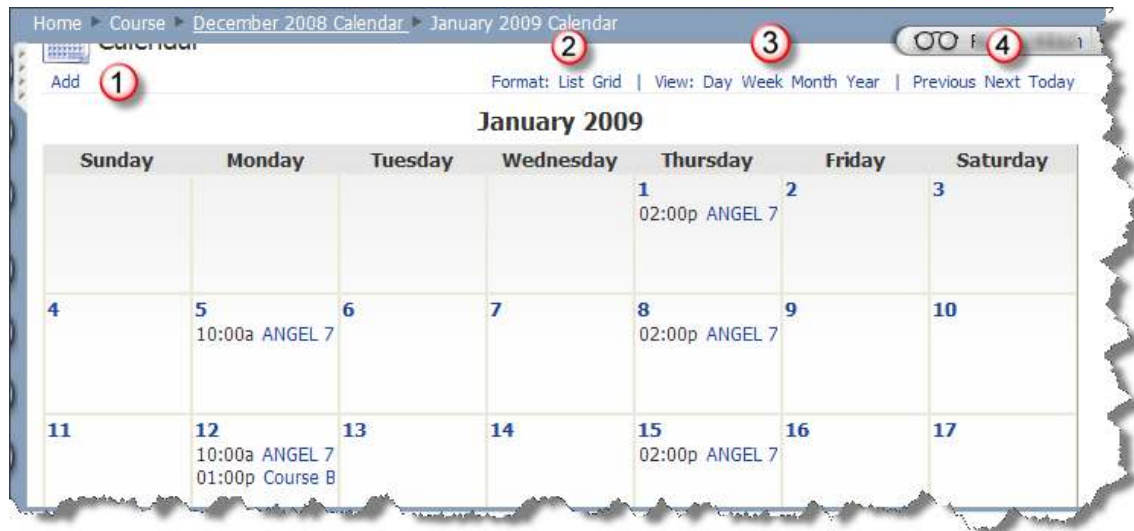 Home ▶ Course ▶ December 2008 Calendar ▶ January 2009 Calendar
Calendar
Add 1 2 3 4
Format: List Grid | View: Day Week Month Year | Previous Next Today
January 2009
Sunday Monday Tuesday Wednesday Thursday Friday Saturday
1 2 3
02:00p ANGEL 7
4 5 6 7 8 9 10
10:00a ANGEL 7 02:00p ANGEL 7
11 12 13 14 15 16 17
10:00a ANGEL 7 02:00p ANGEL 7
01:00p Course B